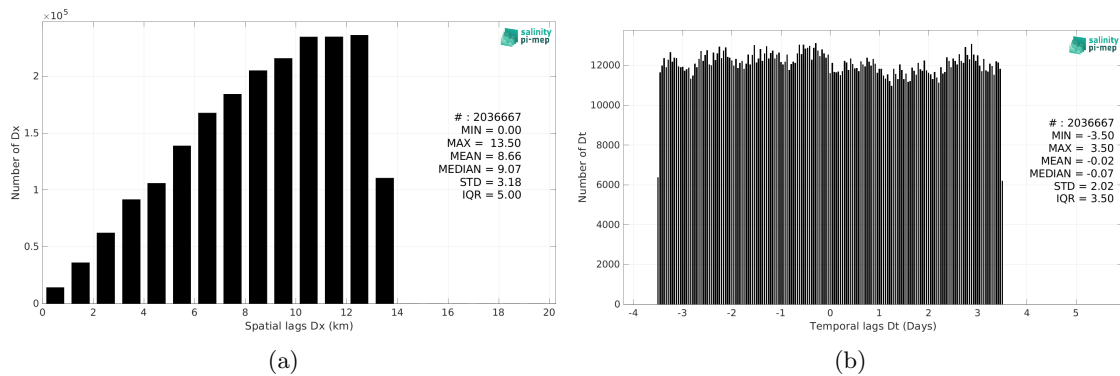 ×10⁵
salinity
pi-mep
2
1.5
1
0.5
0
Number of Dx
# : 2036667
MIN = 0.00
MAX = 13.50
MEAN = 8.66
MEDIAN = 9.07
STD = 3.18
IQR = 5.00
0 2 4 6 8 10 12 14 16 18 20
Spatial lags Dx (km)
(a)
salinity
pi-mep
12000
10000
8000
6000
4000
2000
0
Number of Dt
# : 2036667
MIN = -3.50
MAX = 3.50
MEAN = -0.02
MEDIAN = -0.07
STD = 2.02
IQR = 3.50
-4 -3 -2 -1 0 1 2 3 4 5
Temporal lags Dt (Days)
(b)